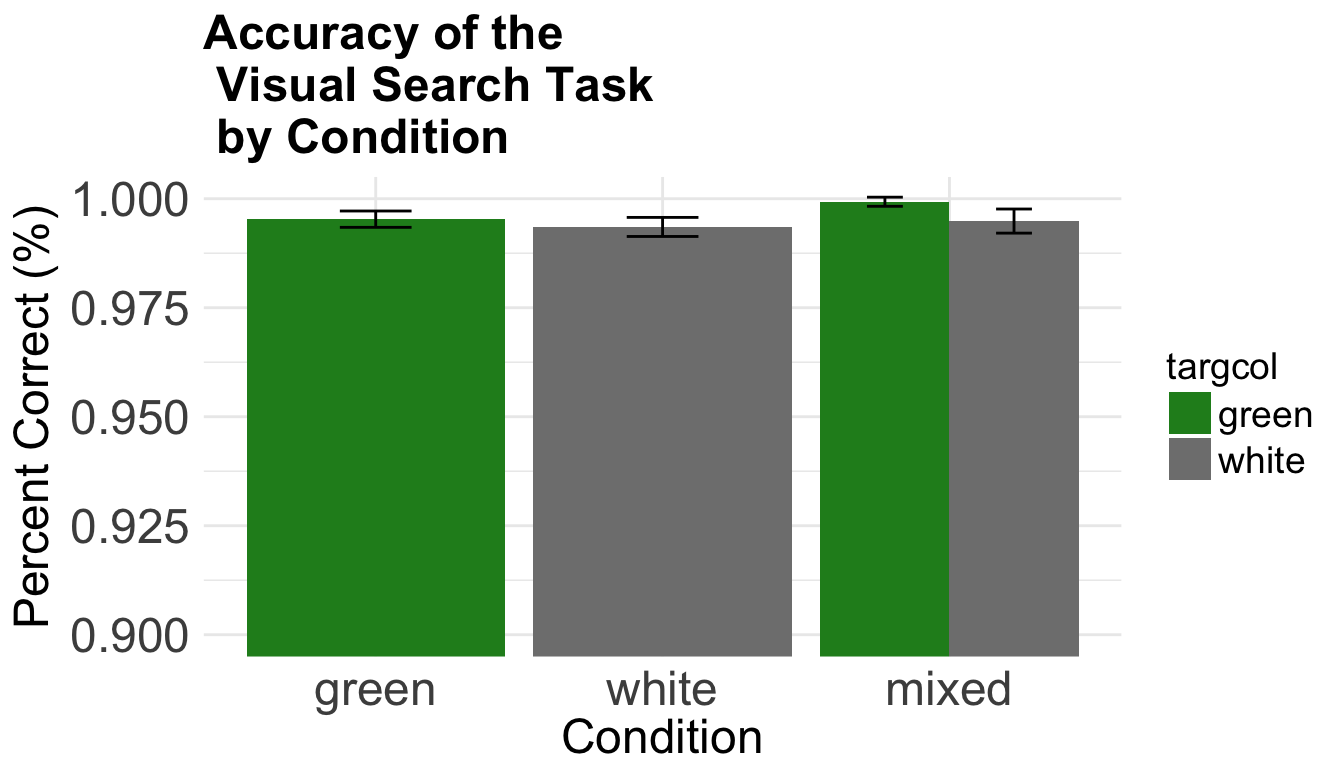 Accuracy of the
Visual Search Task
by Condition
Percent Correct (%)
1.000
0.975
0.950
0.925
0.900
green
white
mixed
Condition
targcol
green
white